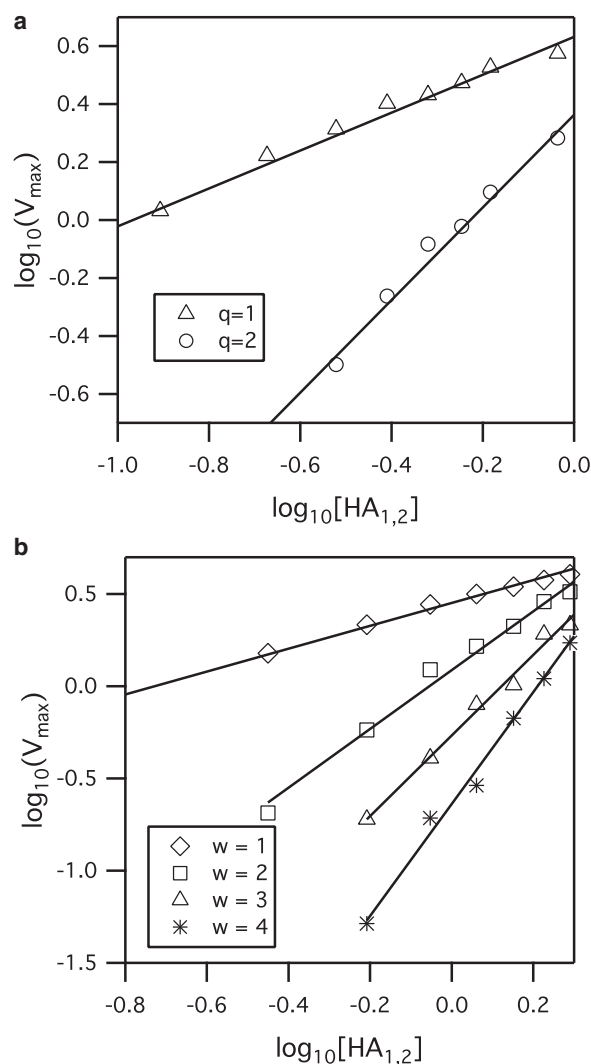 a
0.6
0.4
0.2
0.0
-0.2
-0.4
-0.6
log10(Vmax)
q=1
q=2
-1.0 -0.8 -0.6 -0.4 -0.2 0.0
log10[HA1,2]
b
0.5
0.0
-0.5
-1.0
-1.5
log10(Vmax)
w = 1
w = 2
w = 3
w = 4
-0.8 -0.6 -0.4 -0.2 0.0 0.2
log10[HA1,2]